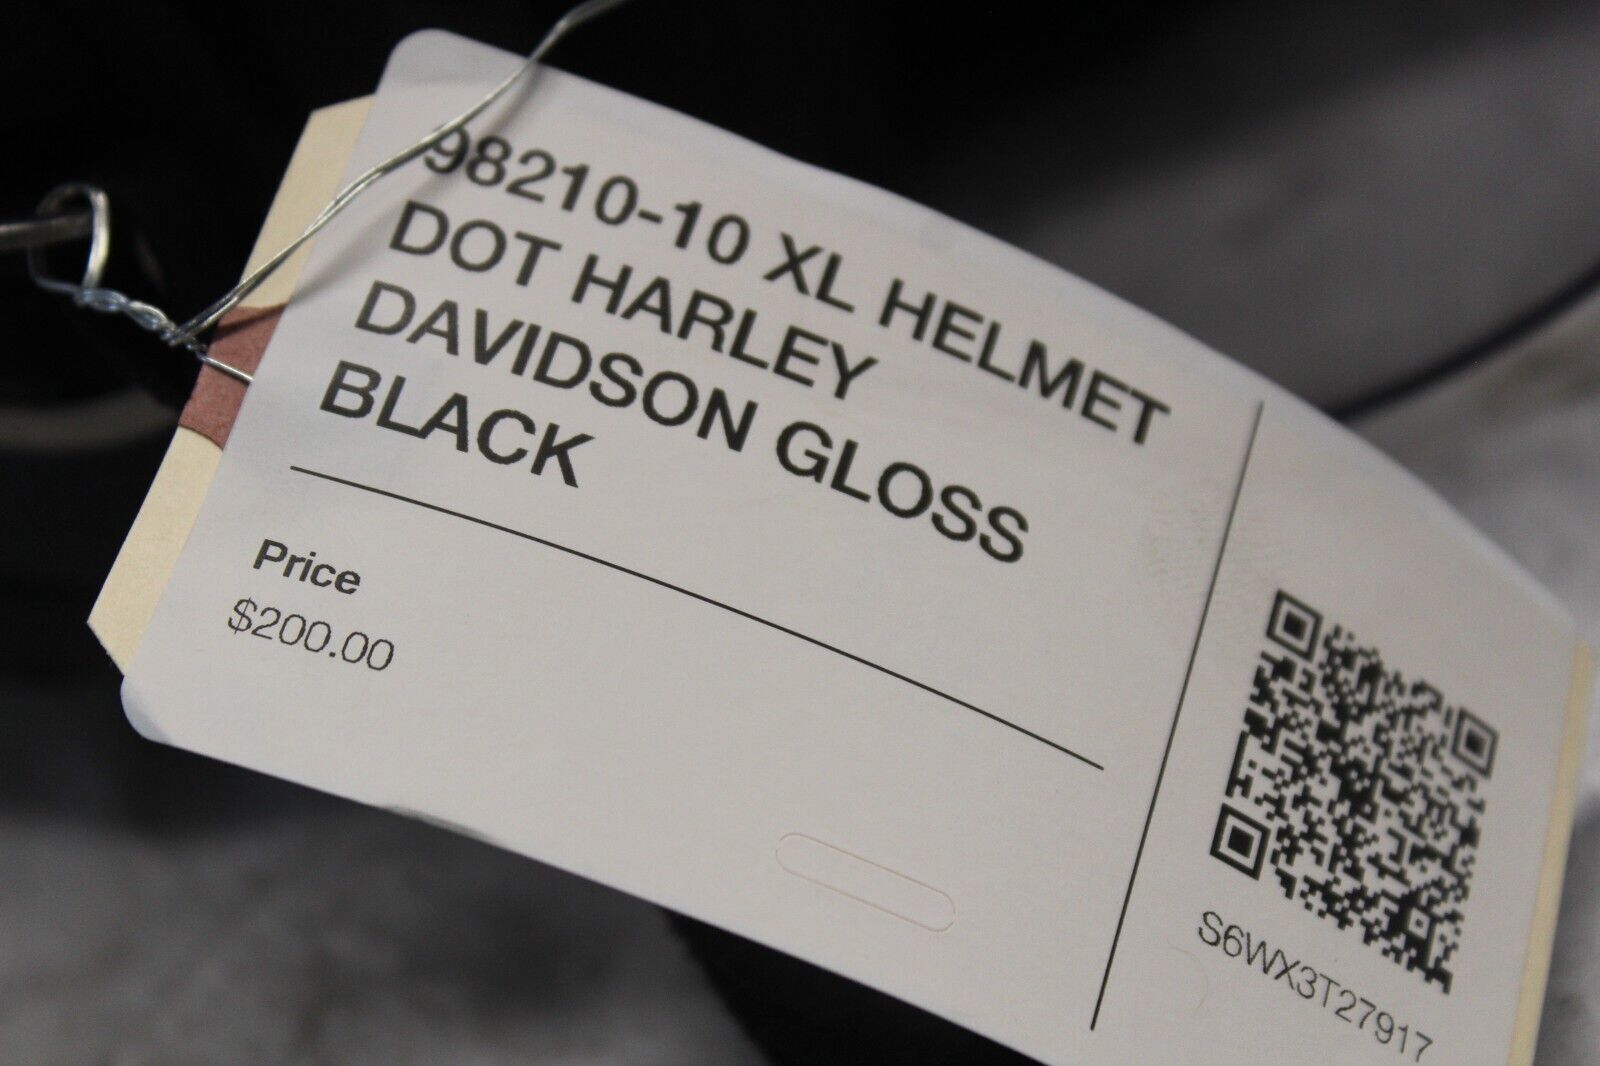 98210-10 XL HELMET
DOT HARLEY
DAVIDSON GLOSS
BLACK
Price
$200.00
S6WX3T27917